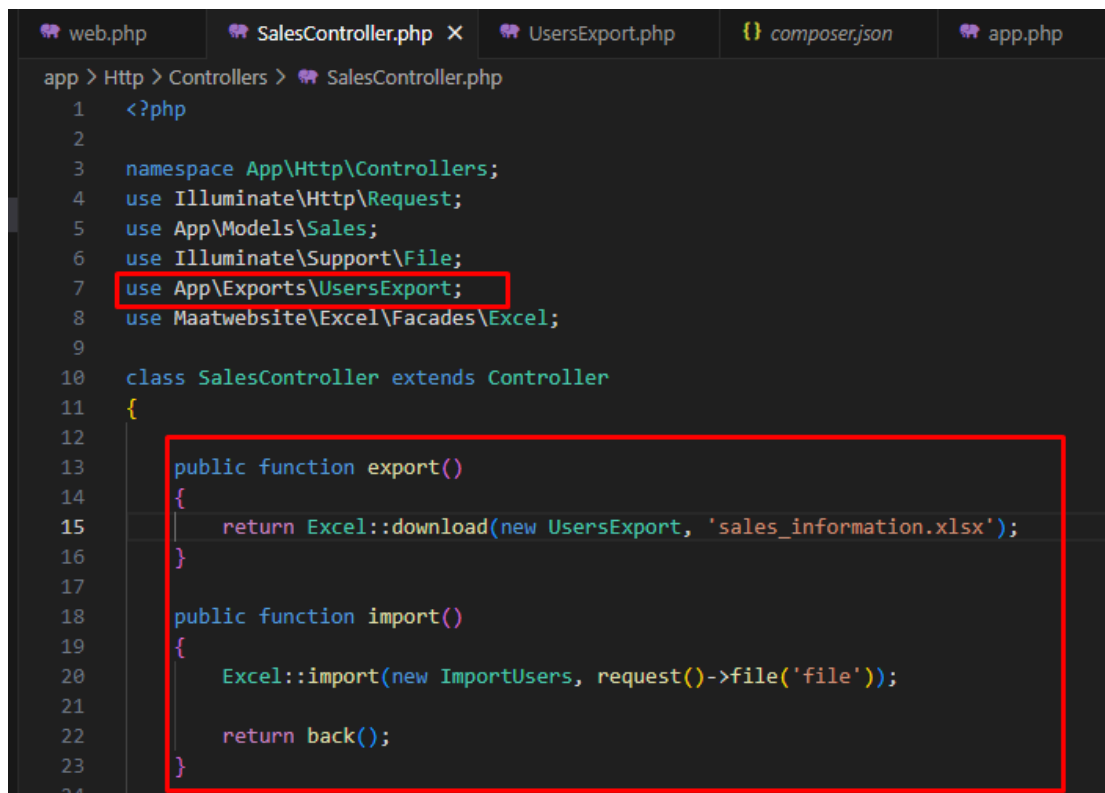 web.php SalesController.php × UsersExport.php {} composer.json app.php
app > Http > Controllers > SalesController.php
1 <?php
2
3 namespace App\Http\Controllers;
4 use Illuminate\Http\Request;
5 use App\Models\Sales;
6 use Illuminate\Support\File;
7 use App\Exports\UsersExport;
8 use Maatwebsite\Excel\Facades\Excel;
9
10 class SalesController extends Controller
11 {
12
13 public function export()
14 {
15 return Excel::download(new UsersExport, 'sales_information.xlsx');
16 }
17
18 public function import()
19 {
20 Excel::import(new ImportUsers, request()->file('file'));
21
22 return back();
23 }
24